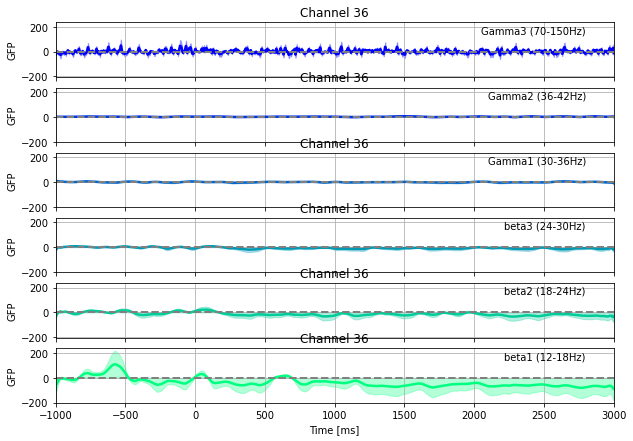 Channel 36
200
0
−200
GFP
Gamma3 (70-150Hz)
Channel 36
200
0
−200
GFP
Gamma2 (36-42Hz)
Channel 36
200
0
−200
GFP
Gamma1 (30-36Hz)
Channel 36
200
0
−200
GFP
beta3 (24-30Hz)
Channel 36
200
0
−200
GFP
beta2 (18-24Hz)
Channel 36
200
0
−200
GFP
beta1 (12-18Hz)
−1000 −500 0 500 1000 1500 2000 2500 3000
Time [ms]